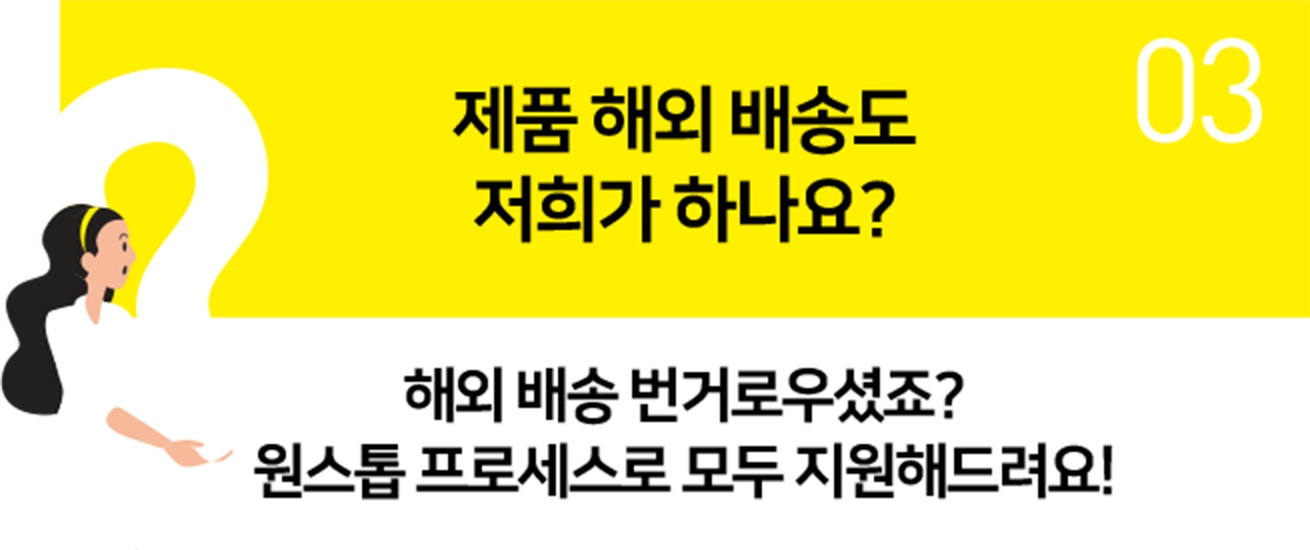 03
제품 해외 배송도
저희가 하나요?
해외 배송 번거로우셨죠?
원스톱 프로세스로 모두 지원해드려요!